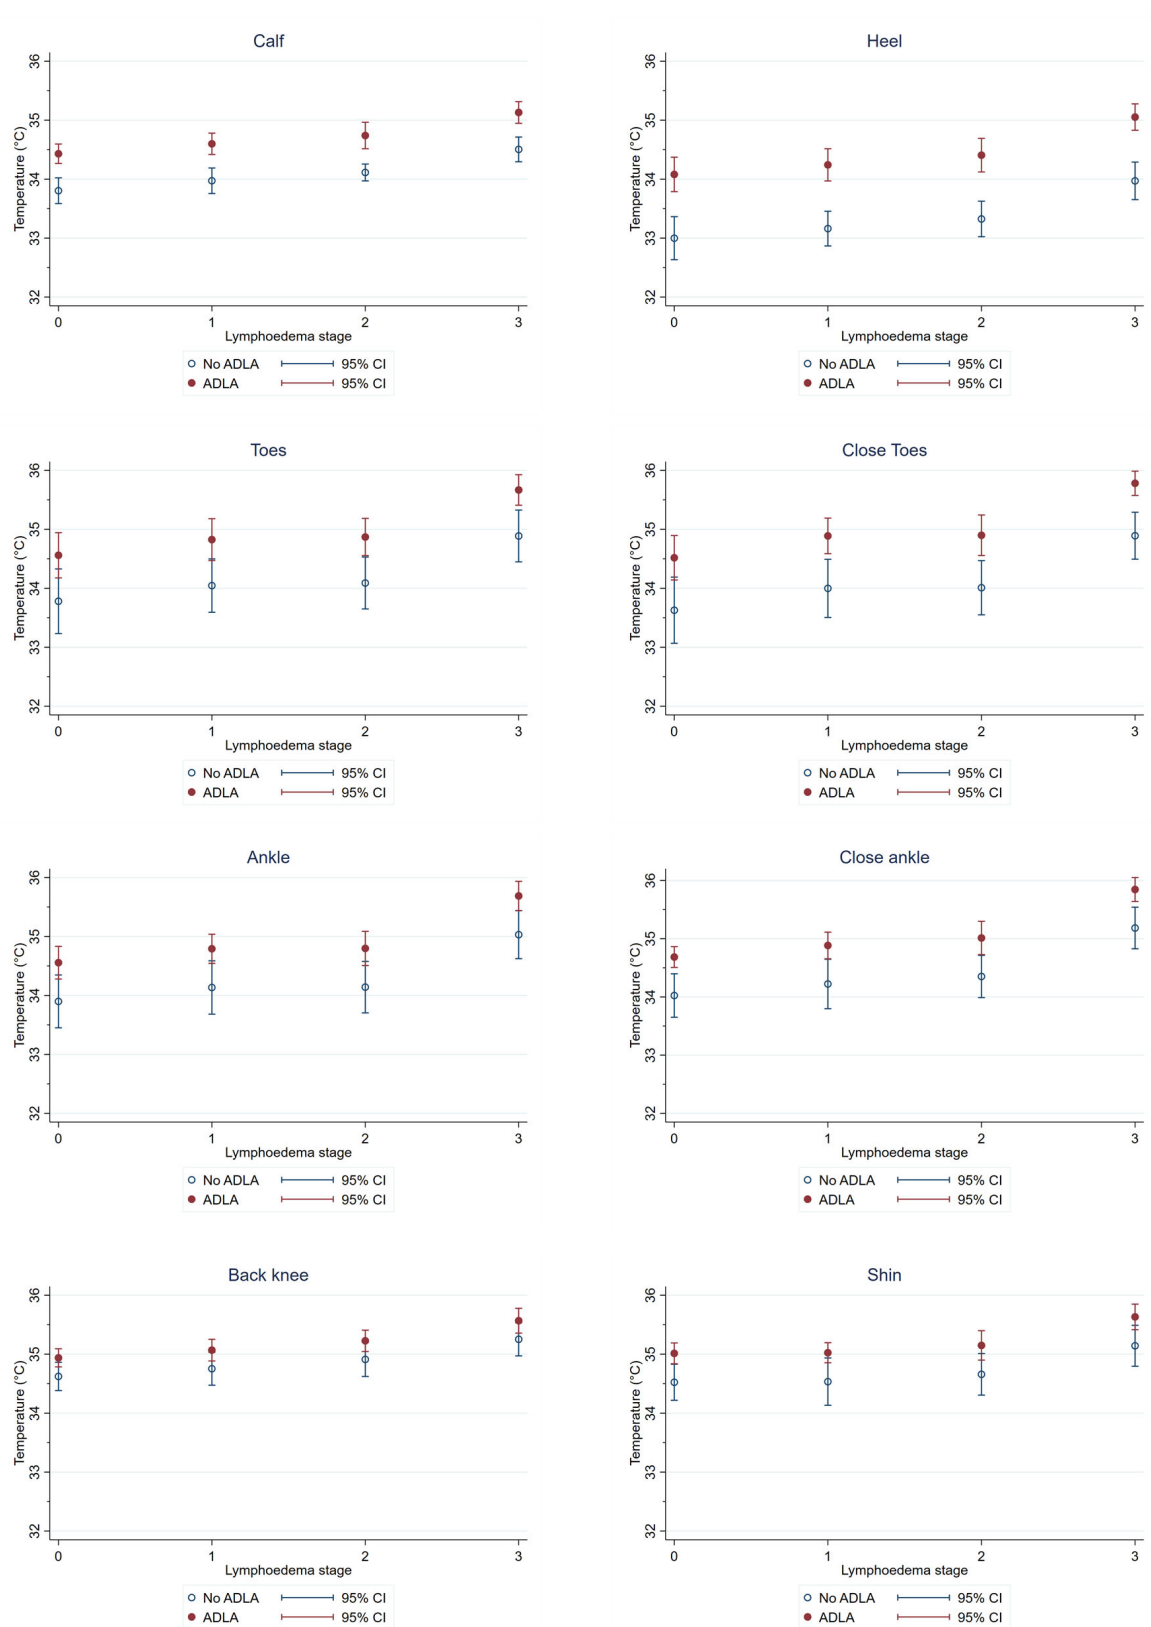 Calf
Temperature (°C)
36
35
34
33
32
0 1 2 3
Lymphoedema stage
No ADLA 95% CI
ADLA 95% CI
Heel
Temperature (°C)
36
35
34
33
32
0 1 2 3
Lymphoedema stage
No ADLA 95% CI
ADLA 95% CI
Toes
Temperature (°C)
36
35
34
33
32
0 1 2 3
Lymphoedema stage
No ADLA 95% CI
ADLA 95% CI
Close Toes
Temperature (°C)
36
35
34
33
32
0 1 2 3
Lymphoedema stage
No ADLA 95% CI
ADLA 95% CI
Ankle
Temperature (°C)
36
35
34
33
32
0 1 2 3
Lymphoedema stage
No ADLA 95% CI
ADLA 95% CI
Close ankle
Temperature (°C)
36
35
34
33
32
0 1 2 3
Lymphoedema stage
No ADLA 95% CI
ADLA 95% CI
Back knee
Temperature (°C)
36
35
34
33
32
0 1 2 3
Lymphoedema stage
No ADLA 95% CI
ADLA 95% CI
Shin
Temperature (°C)
36
35
34
33
32
0 1 2 3
Lymphoedema stage
No ADLA 95% CI
ADLA 95% CI